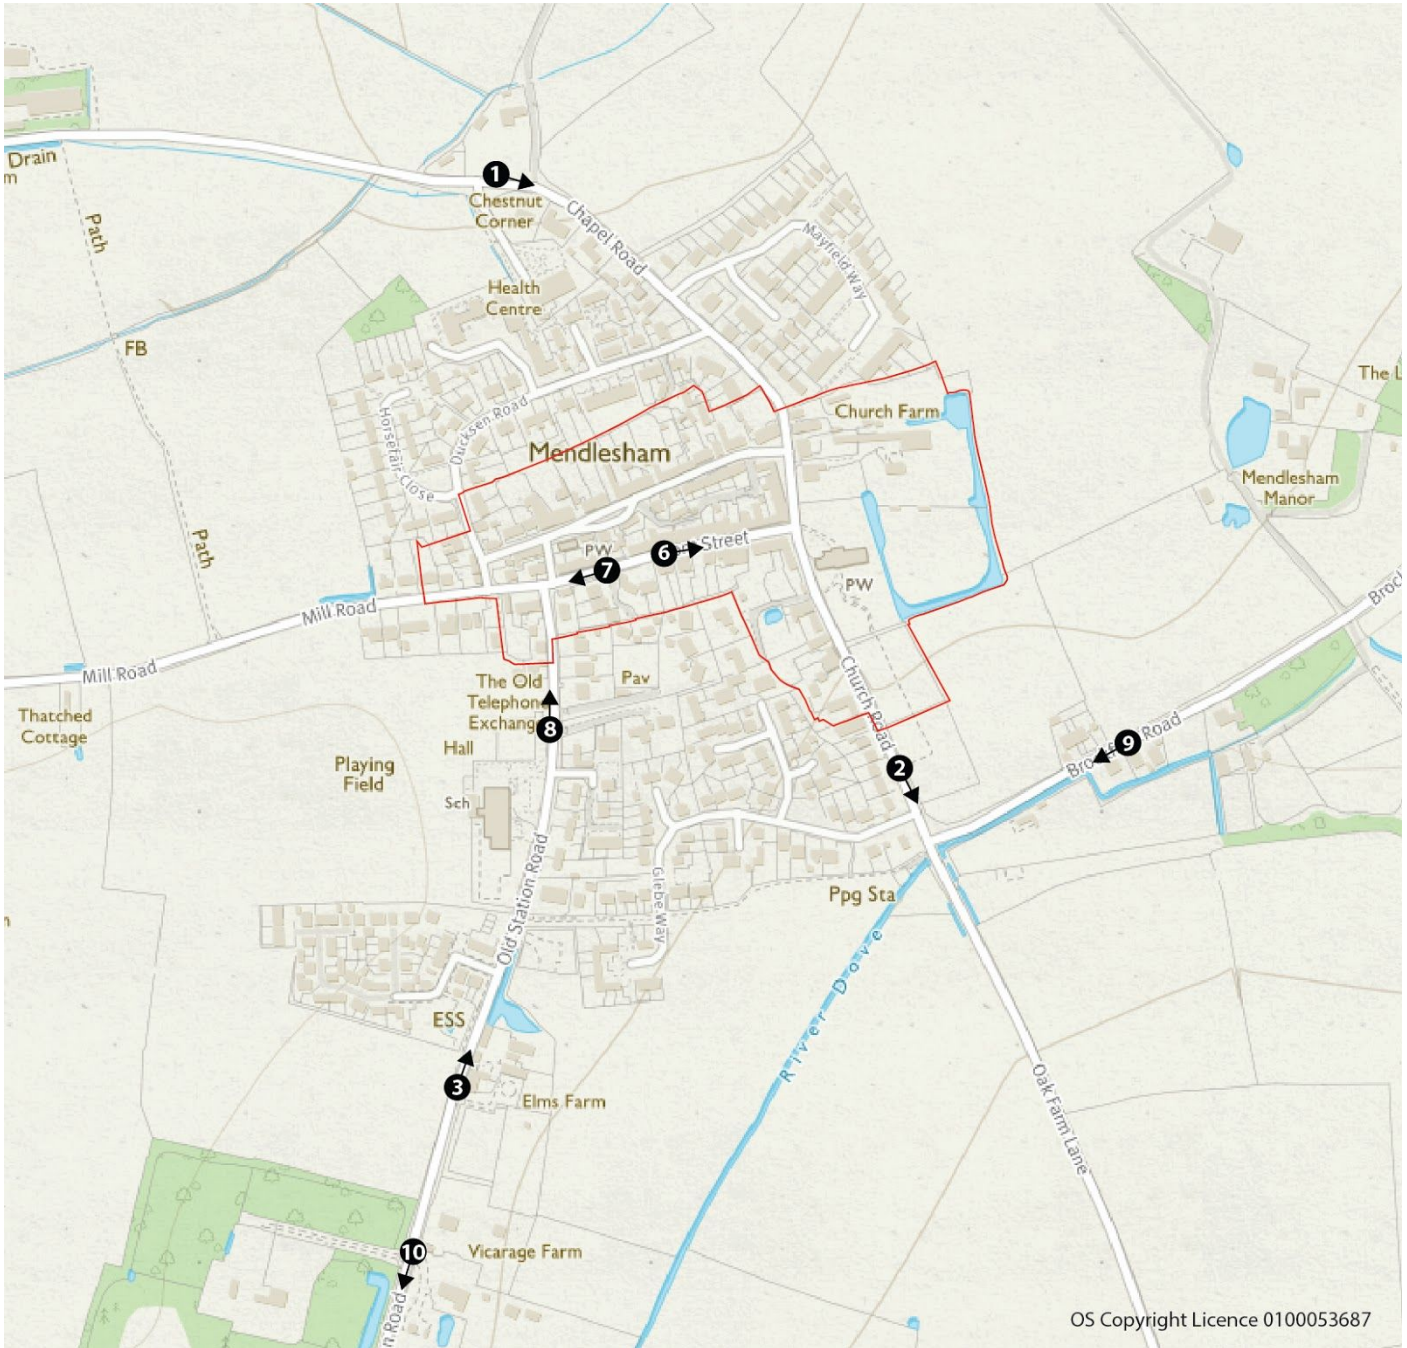 Drain
m
Path
1
Chestnut
Corner
Chapel Road
Mayfield Way
Health
Centre
FB
The L
Church Farm
Horsefair Close
Ducksen Road
Mendlesham
Mendlesham
Manor
Path
PW
6
Street
7
PW
Mill Road
Mill Road
Brock
The Old
Telephone
Exchang
Pav
Church Road
Thatched
Cottage
8
Hall
Playing
Field
9
Road
2
Sch
Old Station Road
Glebe Way
Ppg Sta
River Dove
ESS
Oak Farm Lane
3
Elms Farm
10
Vicarage Farm
n Road
OS Copyright Licence 0100053687